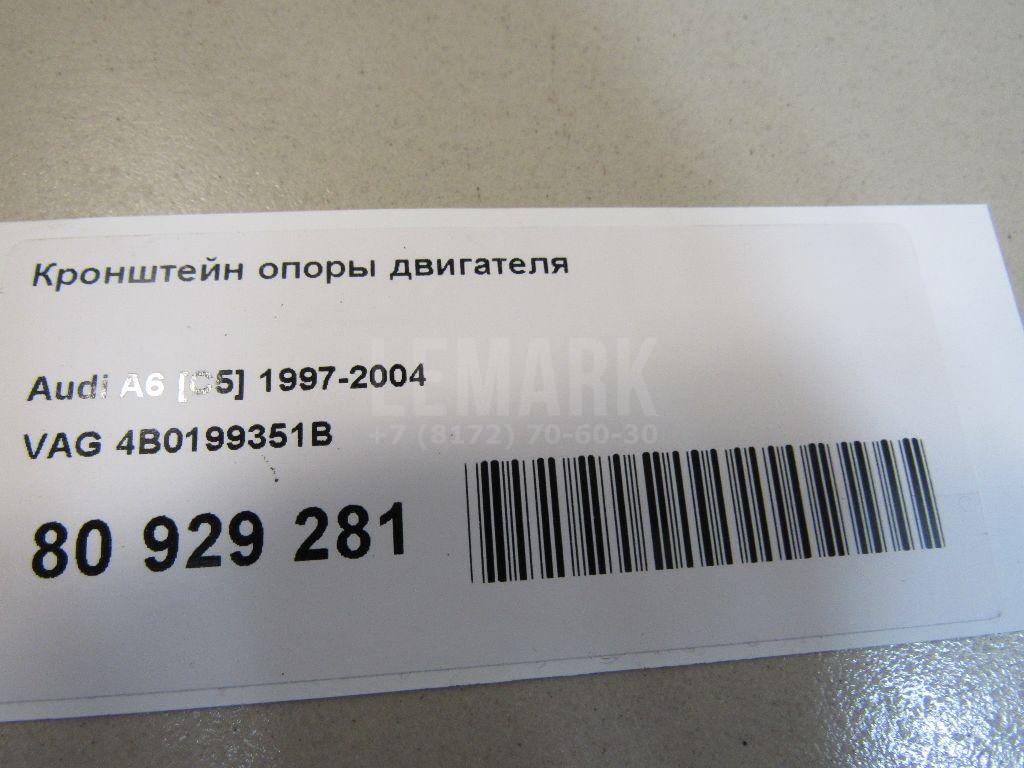 Кронштейн опоры двигателя
Audi A6 [C5] 1997-2004
VAG 4B0199351B
80 929 281
LEMARK
+7 (8172) 70-60-30